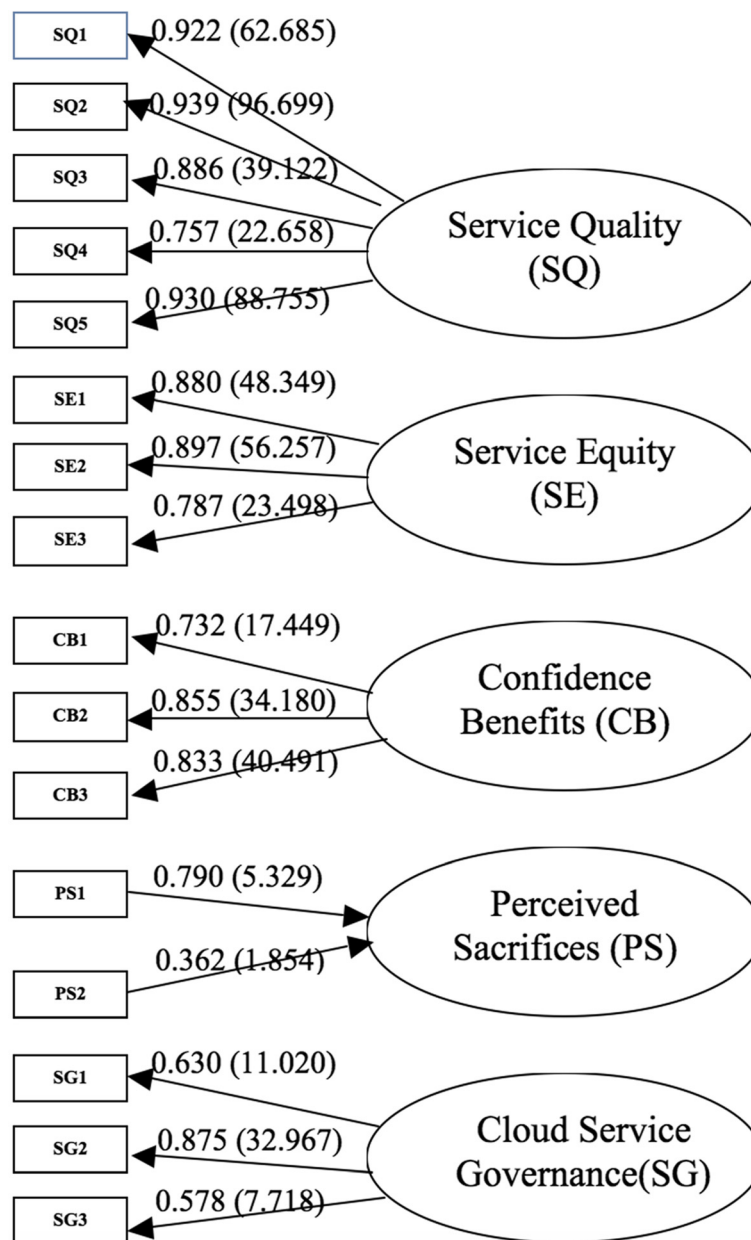 SQ1
0.922 (62.685)
SQ2
0.939 (96.699)
SQ3
0.886 (39.122)
SQ4
0.757 (22.658)
SQ5
0.930 (88.755)
Service Quality
(SQ)
SE1
0.880 (48.349)
SE2
0.897 (56.257)
SE3
0.787 (23.498)
Service Equity
(SE)
CB1
0.732 (17.449)
CB2
0.855 (34.180)
CB3
0.833 (40.491)
Confidence
Benefits (CB)
PS1
0.790 (5.329)
PS2
0.362 (1.854)
Perceived
Sacrifices (PS)
SG1
0.630 (11.020)
SG2
0.875 (32.967)
SG3
0.578 (7.718)
Cloud Service
Governance(SG)